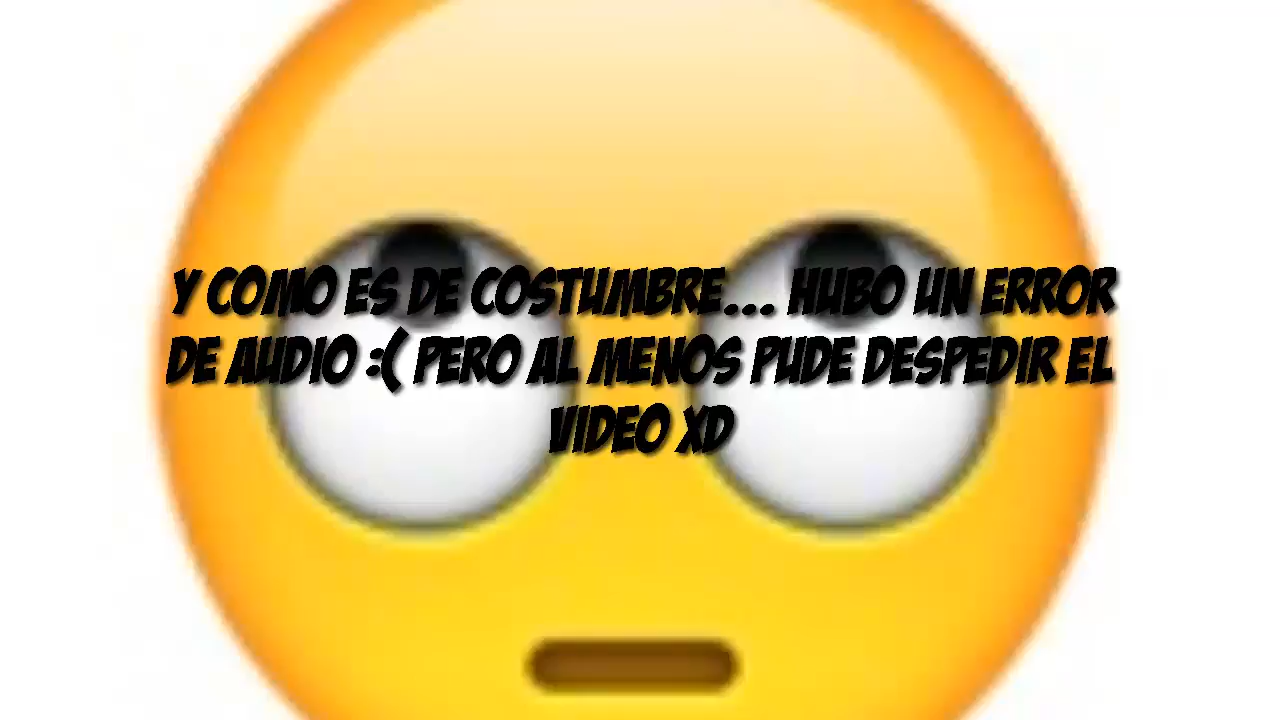 Y COMO ES DE COSTUMBRE... HUBO UN ERROR
DE AUDIO :( PERO AL MENOS PUDE DESPEDIR EL
VIDEO XD